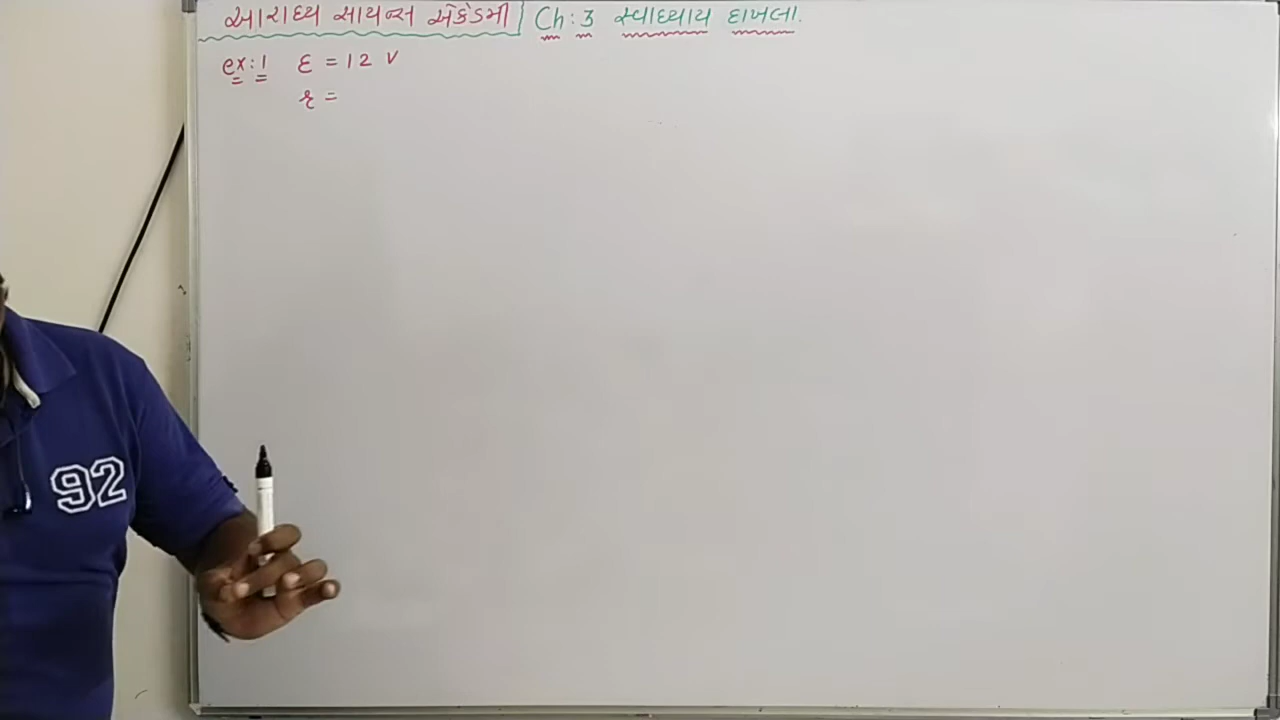 આરાધ્ય સાયન્સ એકેડમી | Ch : 3 સ્વાધ્યાય દાખલા.
ex : 1 ε = 12 V
r =
92